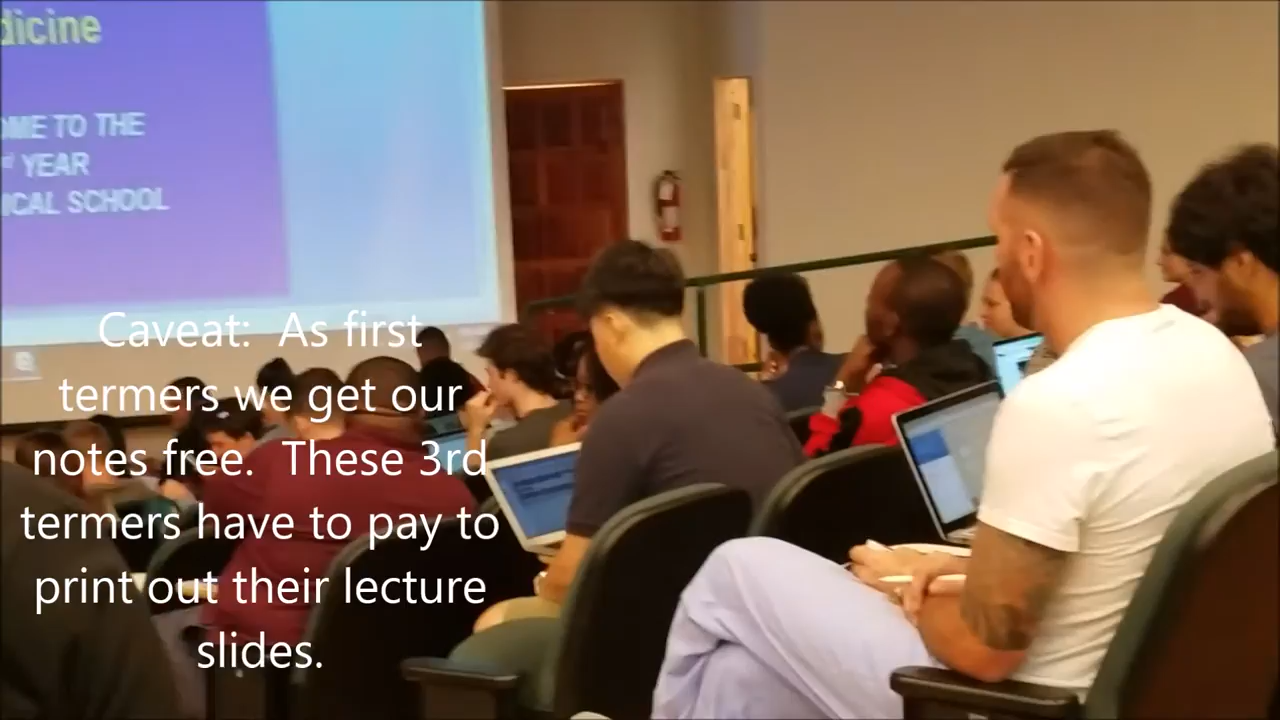 dicine
OME TO THE
YEAR
ICAL SCHOOL
Caveat: As first
termers we get our
notes free. These 3rd
termers have to pay to
print out their lecture
slides.